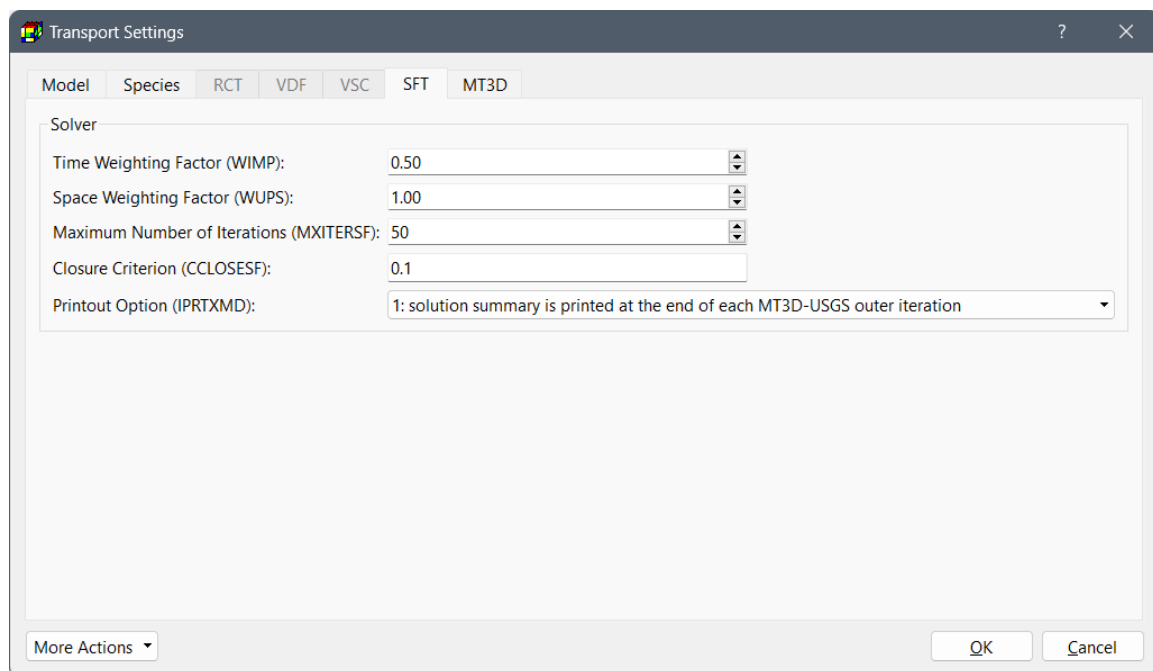 Transport Settings
?
Model Species RCT VDF VSC SFT MT3D
Solver
Time Weighting Factor (WIMP): 0.50
Space Weighting Factor (WUPS): 1.00
Maximum Number of Iterations (MXITERSF): 50
Closure Criterion (CCLOSESF): 0.1
Printout Option (IPRTXMD): 1: solution summary is printed at the end of each MT3D-USGS outer iteration
More Actions OK Cancel